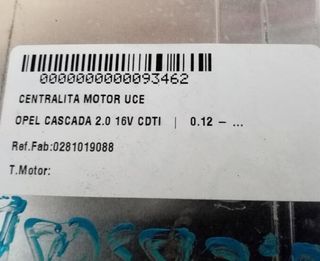 0000000000093462
CENTRALITA MOTOR UCE
OPEL CASCADA 2.0 16V CDTI | 0.12 – ...
Ref.Fab:0281019088
T.Motor: